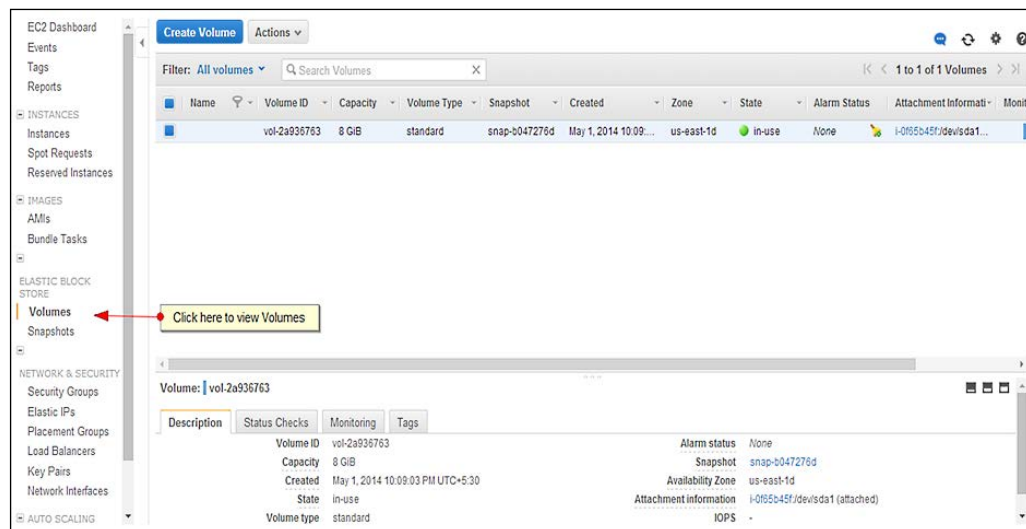 EC2 Dashboard
Events
Tags
Reports
INSTANCES
Instances
Spot Requests
Reserved Instances
IMAGES
AMIs
Bundle Tasks
ELASTIC BLOCK
STORE
Volumes
Snapshots
NETWORK & SECURITY
Security Groups
Elastic IPs
Placement Groups
Load Balancers
Key Pairs
Network Interfaces
AUTO SCALING
Create Volume Actions
Filter: All volumes Search Volumes 1 to 1 of 1 Volumes
Name Volume ID Capacity Volume Type Snapshot Created Zone State Alarm Status Attachment Informati Monit
vol-2a936763 8 GiB standard snap-b047276d May 1, 2014 10:09:... us-east-1d in-use None i-0f65b45f:/dev/sda1...
Click here to view Volumes
Volume: vol-2a936763
Description Status Checks Monitoring Tags
Volume ID vol-2a936763 Alarm status None
Capacity 8 GiB Snapshot snap-b047276d
Created May 1, 2014 10:09:03 PM UTC+5:30 Availability Zone us-east-1d
State in-use Attachment information i-0f65b45f:/dev/sda1 (attached)
Volume type standard IOPS -